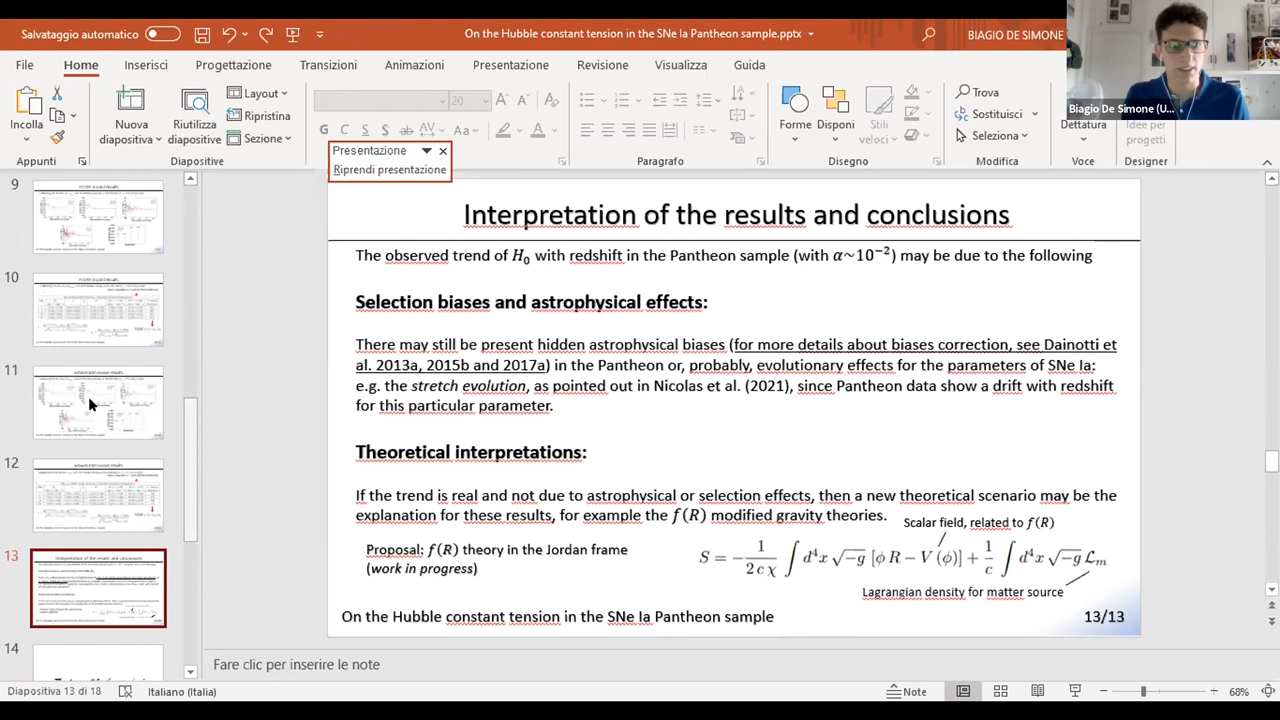 Salvataggio automatico
On the Hubble constant tension in the SNe Ia Pantheon sample.pptx
BIAGIO DE SIMONE
File Home Inserisci Progettazione Transizioni Animazioni Presentazione Revisione Visualizza Guida
Biagio De Simone (U...
Incolla
Nuova diapositiva
Riutilizza diapositive
Layout
Ripristina
Sezione
20
Forme
Disponi
Stili veloci
Trova
Sostituisci
Seleziona
Dettatura
Idee per progetti
Appunti Diapositive Paragrafo Disegno Modifica Voce Designer
Presentazione
Riprendi presentazione
9
10
11
12
13
14
Interpretation of the results and conclusions
The observed trend of H₀ with redshift in the Pantheon sample (with α~10⁻²) may be due to the following
Selection biases and astrophysical effects:
There may still be present hidden astrophysical biases (for more details about biases correction, see Dainotti et
al. 2013a, 2015b and 2017a) in the Pantheon or, probably, evolutionary effects for the parameters of SNe Ia:
e.g. the stretch evolution, as pointed out in Nicolas et al. (2021), since Pantheon data show a drift with redshift
for this particular parameter.
Theoretical interpretations:
If the trend is real and not due to astrophysical or selection effects, then a new theoretical scenario may be the
explanation for these results, for example the f(R) modified gravity theories.
Scalar field, related to f(R)
Proposal: f(R) theory in the Jordan frame
(work in progress)
S = −1/(2cχ) ∫ d⁴x √−g [ϕ R − V(ϕ)] + 1/c ∫ d⁴x √−g ℒₘ
Lagrangian density for matter source
On the Hubble constant tension in the SNe Ia Pantheon sample
13/13
Fare clic per inserire le note
Diapositiva 13 di 18
Italiano (Italia)
Note
68%